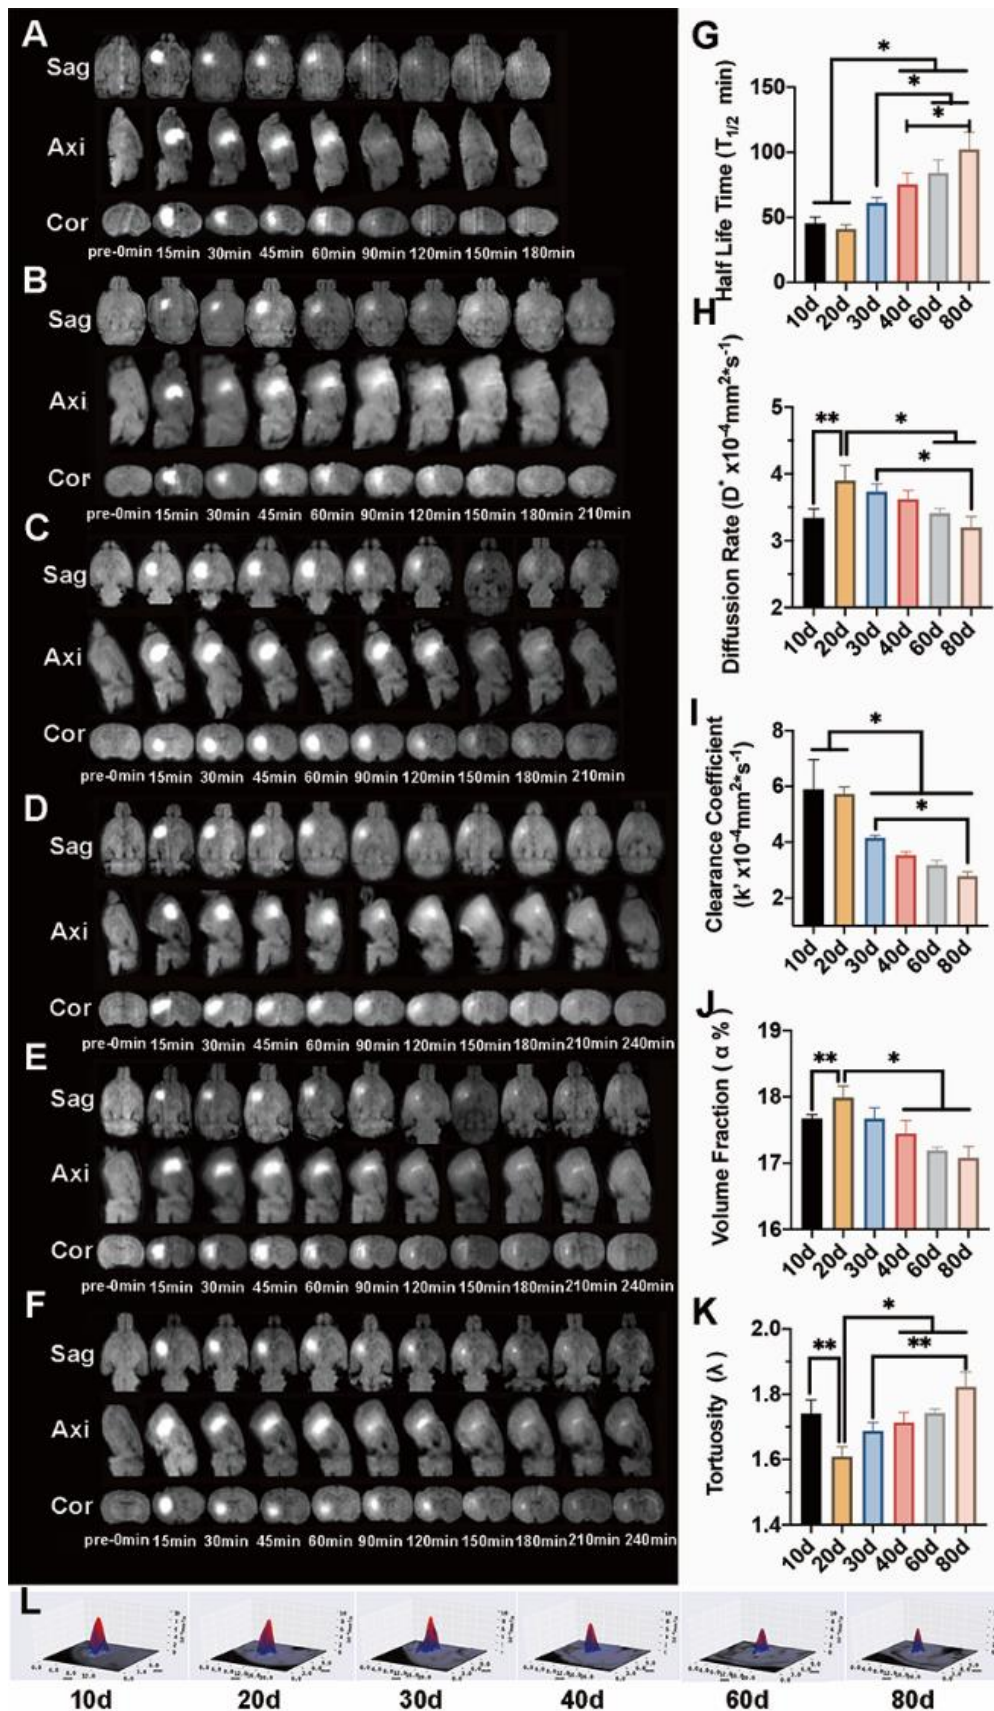 A
Sag
Axi
Cor
pre-0min 15min 30min 45min 60min 90min 120min 150min 180min
B
Sag
Axi
Cor
pre-0min 15min 30min 45min 60min 90min 120min 150min 180min 210min
C
Sag
Axi
Cor
pre-0min 15min 30min 45min 60min 90min 120min 150min 180min 210min
D
Sag
Axi
Cor
pre-0min 15min 30min 45min 60min 90min 120min 150min 180min 210min 240min
E
Sag
Axi
Cor
pre-0min 15min 30min 45min 60min 90min 120min 150min 180min 210min 240min
F
Sag
Axi
Cor
pre-0min 15min 30min 45min 60min 90min 120min 150min 180min 210min 240min
G
Half Life Time (T1/2 min)
150
100
50
0
*
*
*
10d 20d 30d 40d 60d 80d
H
Diffussion Rate (D* x10-4mm2*s-1)
5
4
3
2
**
*
*
10d 20d 30d 40d 60d 80d
I
Clearance Coefficient
(k' x10-4mm2*s-1)
8
6
4
2
*
*
10d 20d 30d 40d 60d 80d
J
Volume Fraction ( α % )
19
18
17
16
**
*
10d 20d 30d 40d 60d 80d
K
Tortuosity (λ)
2.0
1.8
1.6
1.4
**
*
**
10d 20d 30d 40d 60d 80d
L
10d 20d 30d 40d 60d 80d